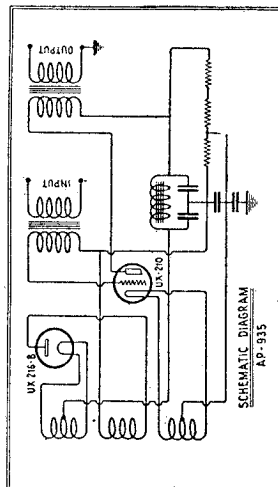 OUTPUT
INPUT
UX-210
UX 216-B
SCHEMATIC DIAGRAM
AP-935